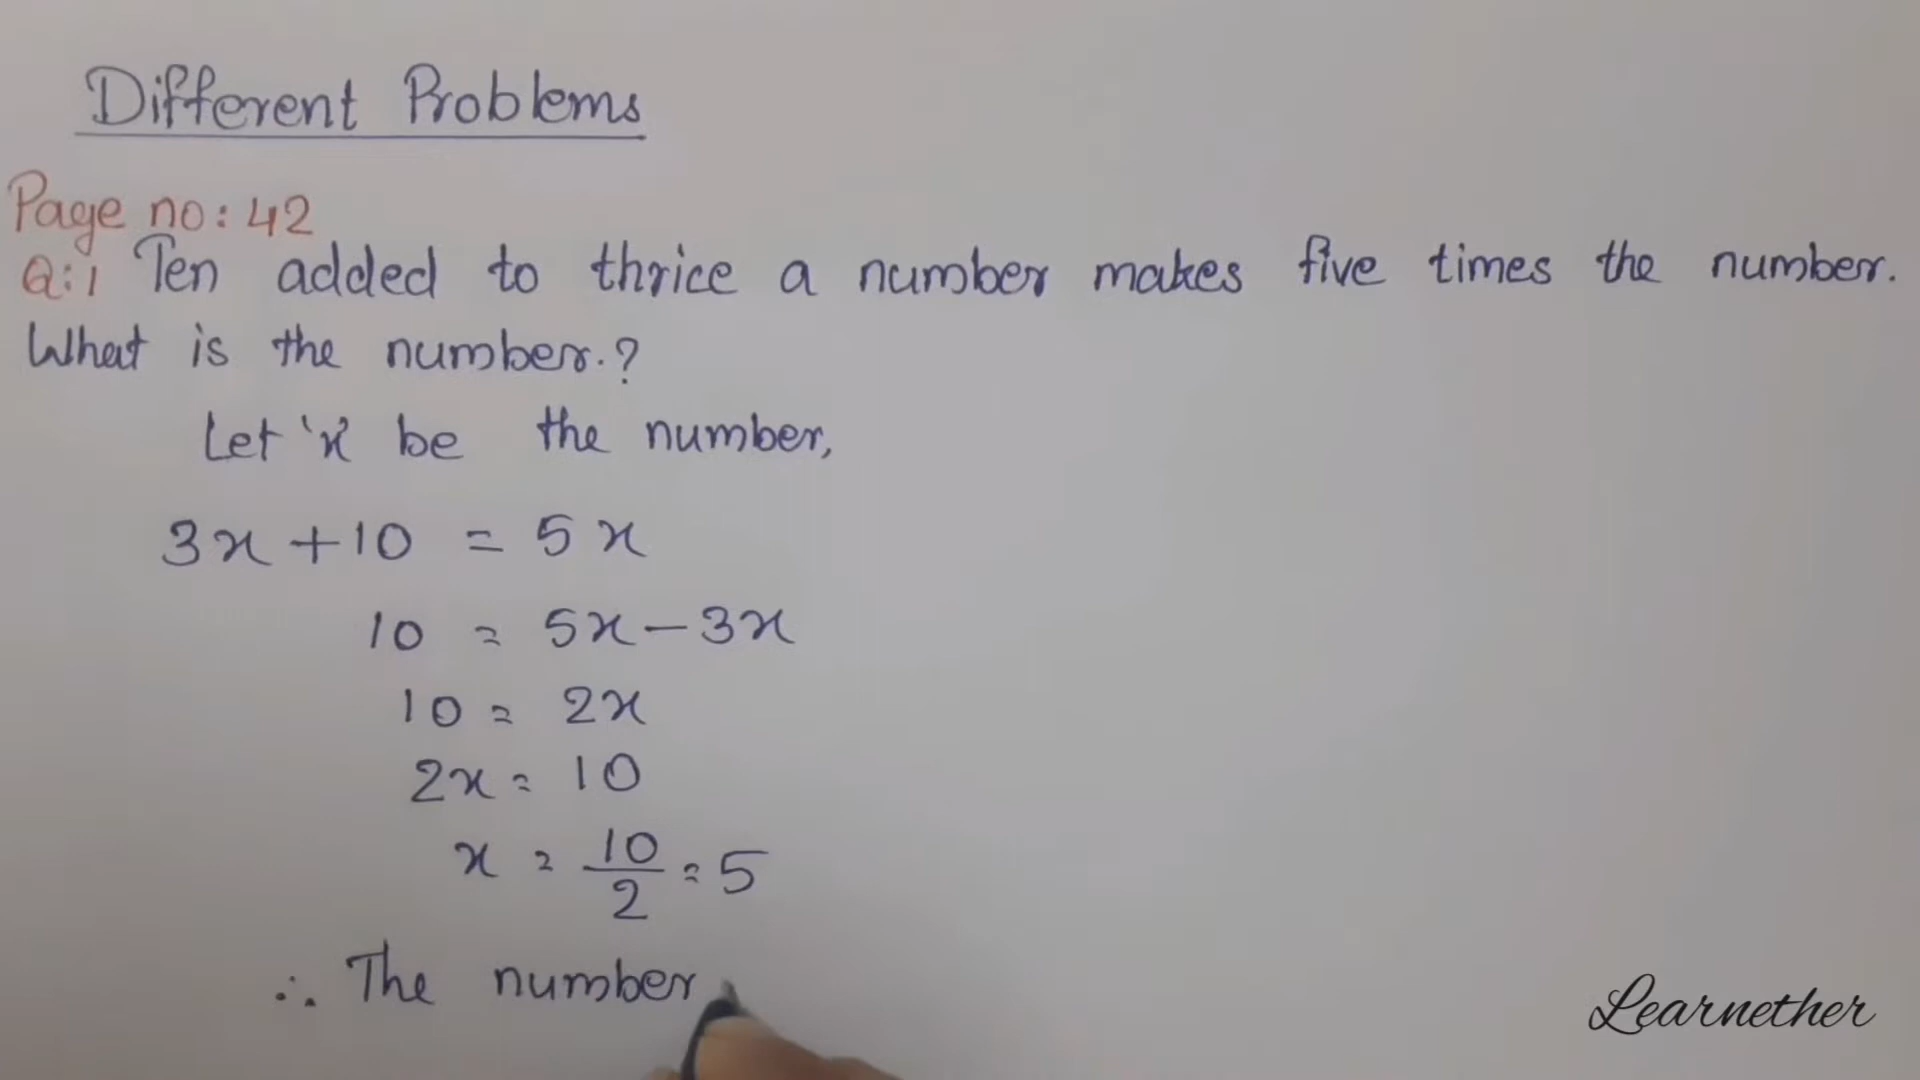 Different Problems
Page no: 42
Q:1 Ten added to thrice a number makes five times the number.
What is the number.?
Let 'x' be the number,
3x + 10 = 5x
10 = 5x - 3x
10 = 2x
2x = 10
x = 10/2 = 5
∴ The number
Learnether